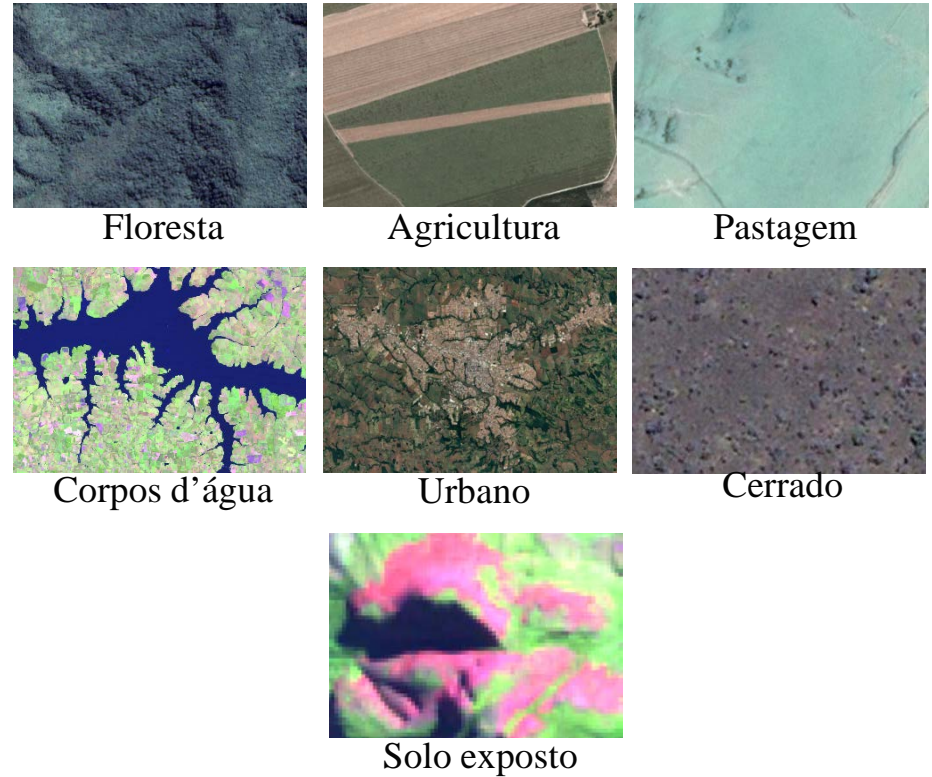 Floresta
Agricultura
Pastagem
Corpos d’água
Urbano
Cerrado
Solo exposto